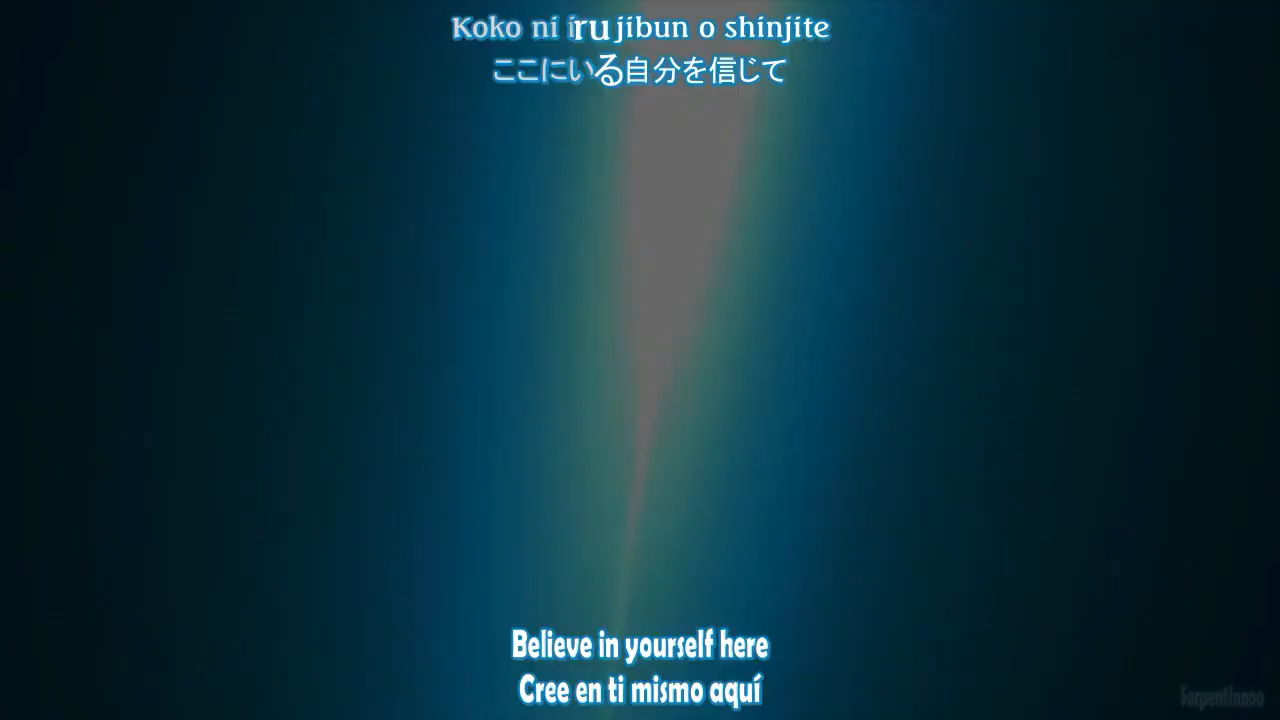 Koko ni iru jibun o shinjite
ここにいる自分を信じて
Believe in yourself here
Cree en ti mismo aquí